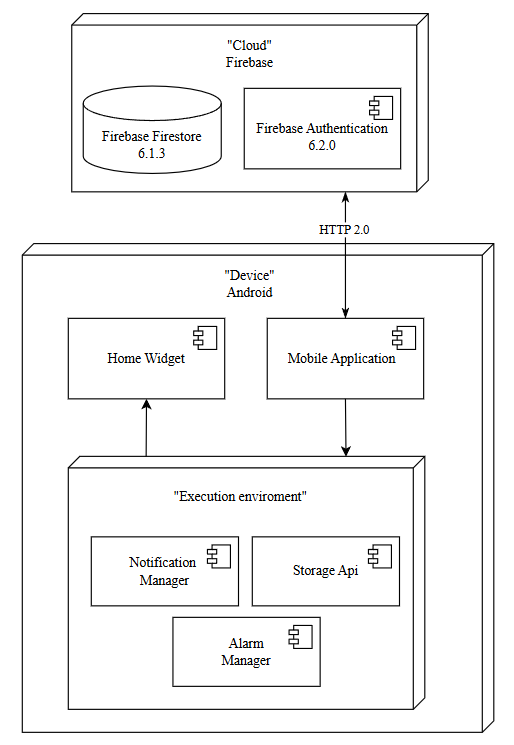 "Cloud"
Firebase
Firebase Firestore
6.1.3
Firebase Authentication
6.2.0
HTTP 2.0
"Device"
Android
Home Widget
Mobile Application
"Execution enviroment"
Notification
Manager
Storage Api
Alarm
Manager